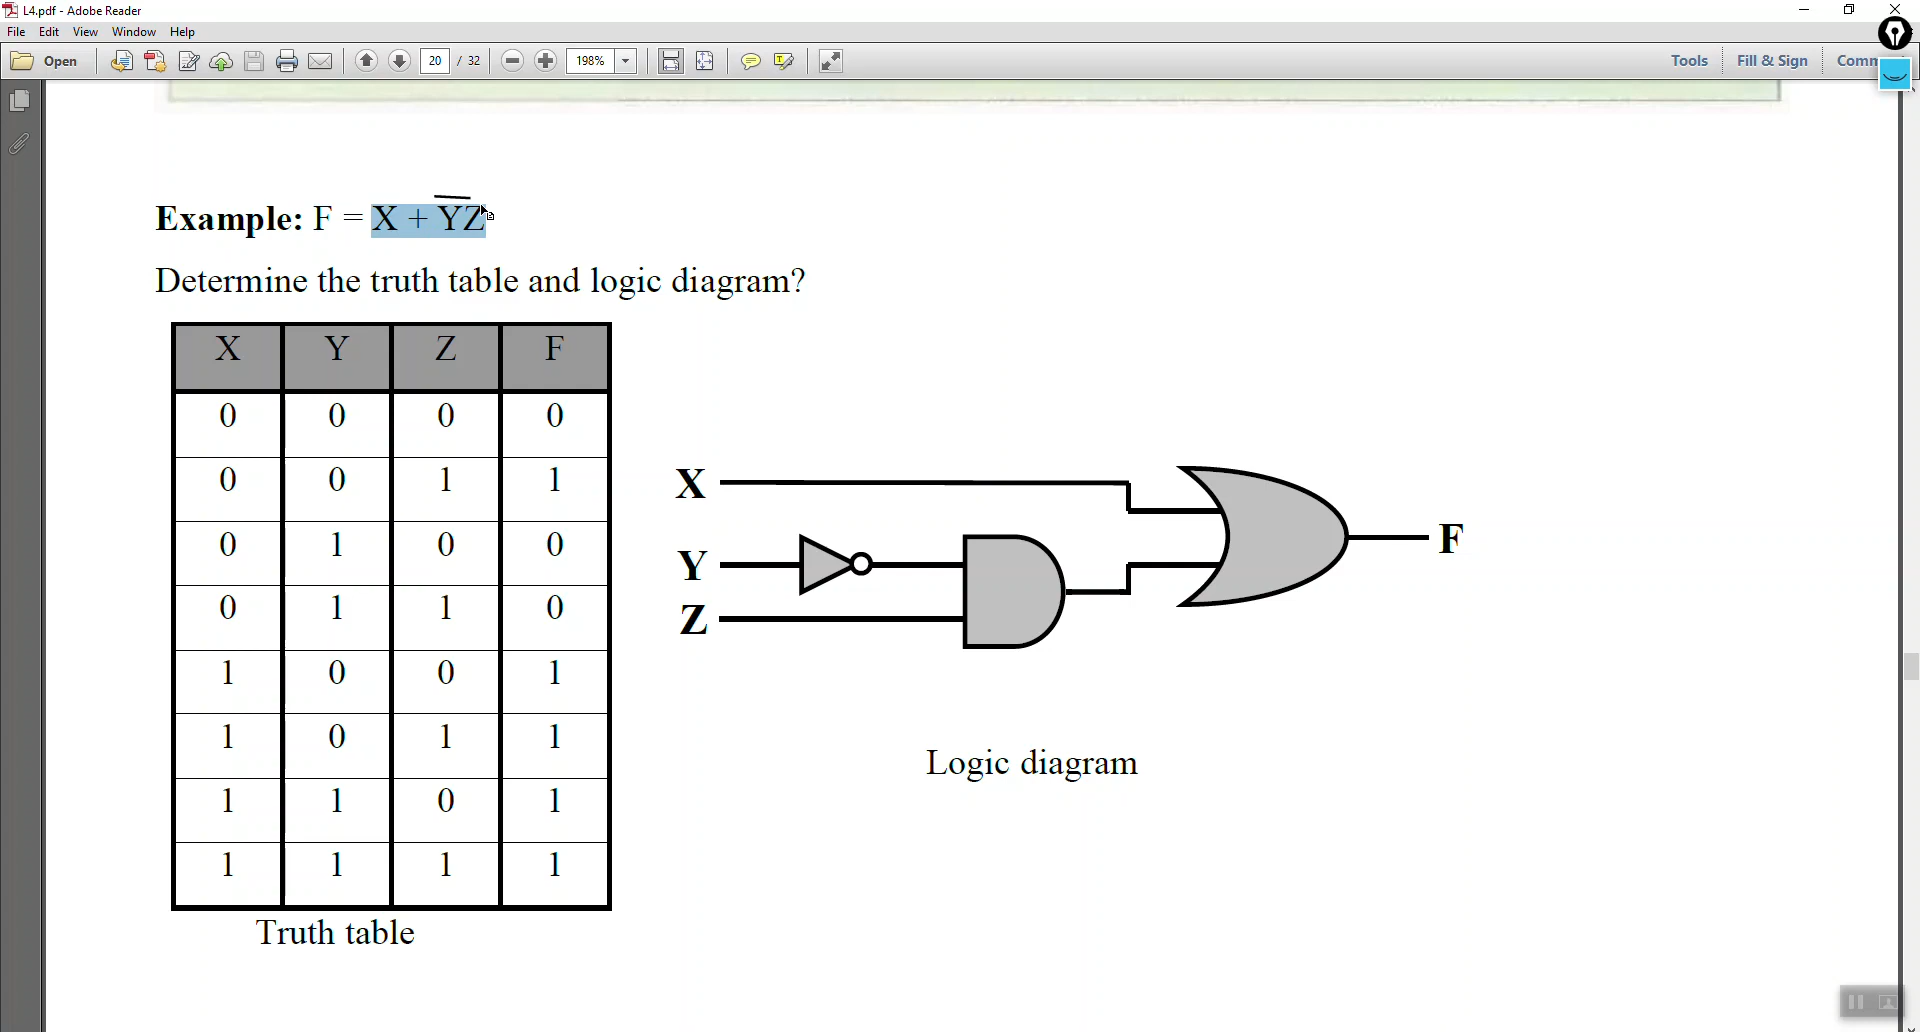 L4.pdf - Adobe Reader
File Edit View Window Help
Open 20 / 32 198% Tools Fill & Sign Comm
Example: F = X + Y̅Z
Determine the truth table and logic diagram?
X Y Z F
0 0 0 0
0 0 1 1
0 1 0 0
0 1 1 0
1 0 0 1
1 0 1 1
1 1 0 1
1 1 1 1
Truth table
X
Y
Z
F
Logic diagram